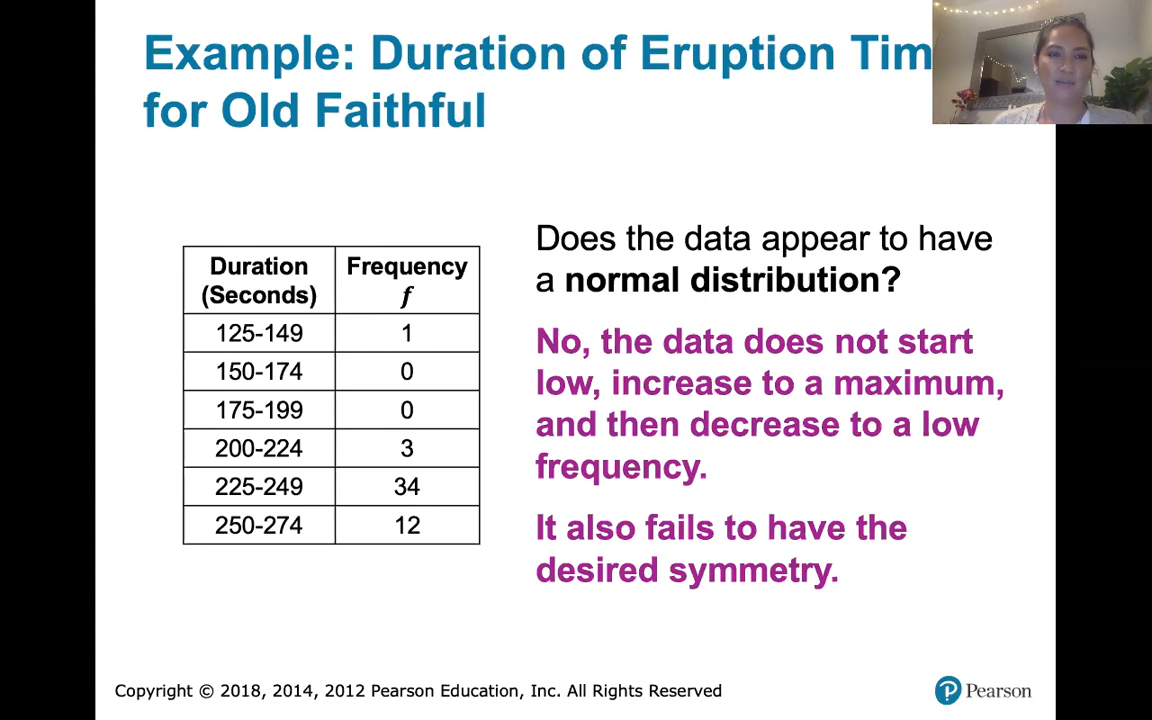 Example: Duration of Eruption Tim
for Old Faithful
Does the data appear to have
a normal distribution?
Duration (Seconds) Frequency f
125-149 1
150-174 0
175-199 0
200-224 3
225-249 34
250-274 12
No, the data does not start
low, increase to a maximum,
and then decrease to a low
frequency.
It also fails to have the
desired symmetry.
Copyright © 2018, 2014, 2012 Pearson Education, Inc. All Rights Reserved
P Pearson